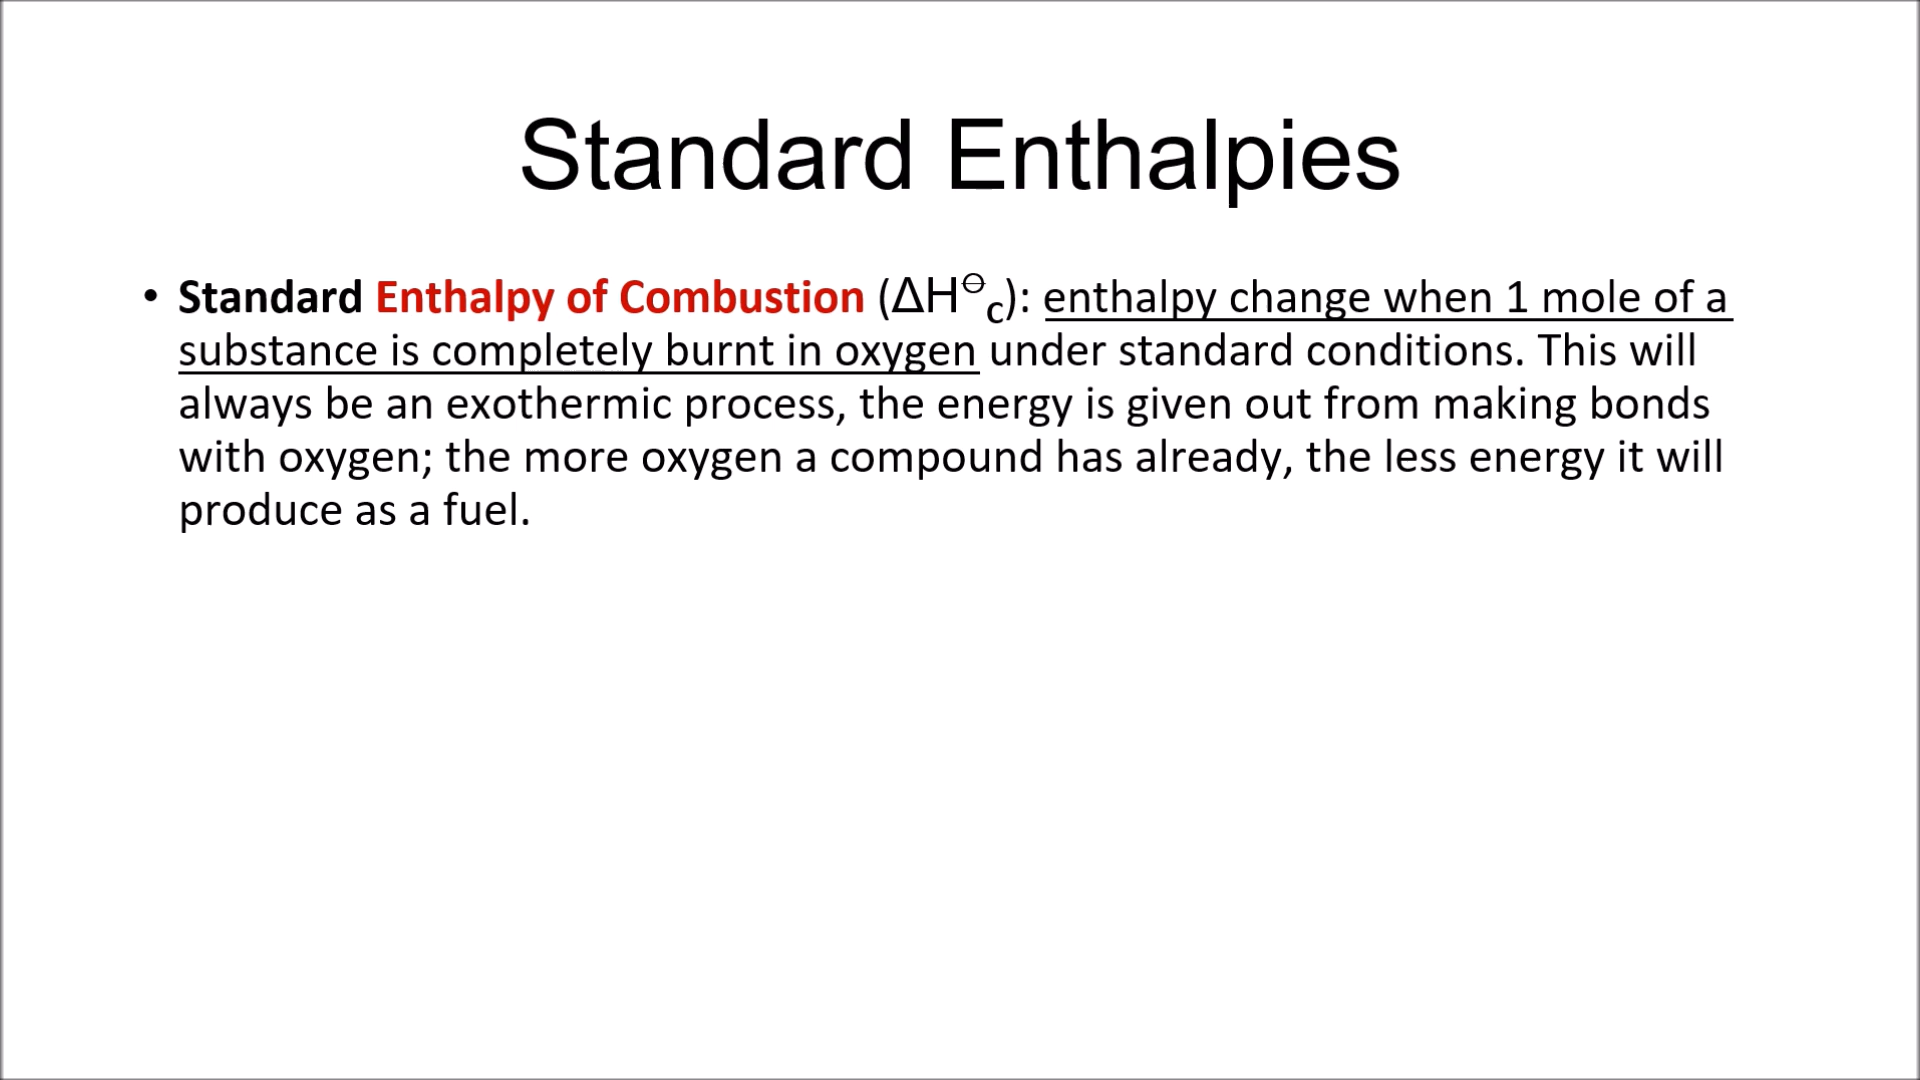 Standard Enthalpies
• Standard Enthalpy of Combustion (ΔH⊖c): enthalpy change when 1 mole of a
substance is completely burnt in oxygen under standard conditions. This will
always be an exothermic process, the energy is given out from making bonds
with oxygen; the more oxygen a compound has already, the less energy it will
produce as a fuel.